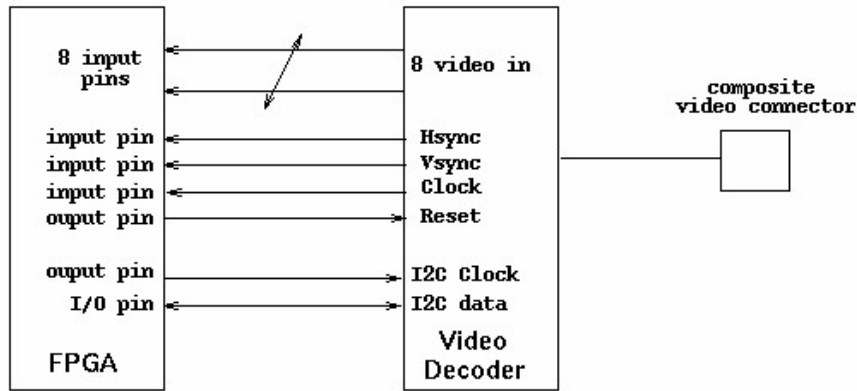 8 input
pins
8 video in
composite
video connector
input pin
Hsync
input pin
Vsync
input pin
Clock
ouput pin
Reset
ouput pin
I2C Clock
I/O pin
I2C data
FPGA
Video
Decoder